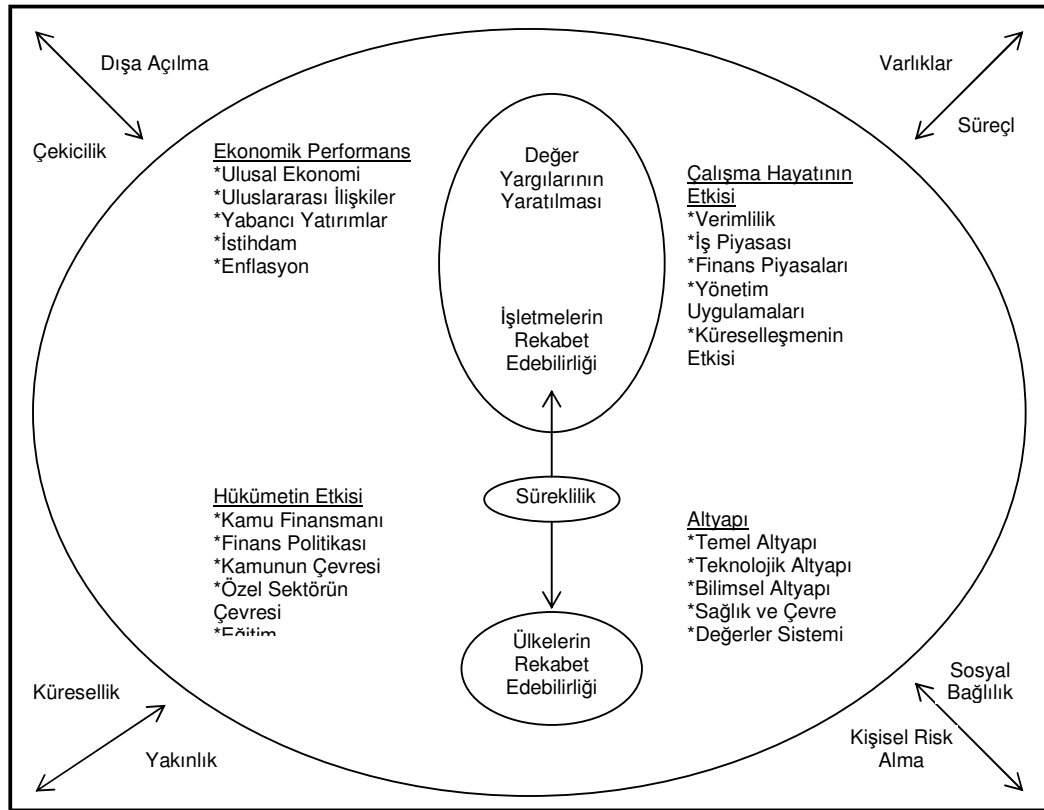 Dışa Açılma
Çekicilik
Varlıklar
Süreçl
Ekonomik Performans
*Ulusal Ekonomi
*Uluslararası İlişkiler
*Yabancı Yatırımlar
*İstihdam
*Enflasyon
Değer
Yargılarının
Yaratılması
İşletmelerin
Rekabet
Edebilirliği
Çalışma Hayatının
Etkisi
*Verimlilik
*İş Piyasası
*Finans Piyasaları
*Yönetim
Uygulamaları
*Küreselleşmenin
Etkisi
Süreklilik
Hükümetin Etkisi
*Kamu Finansmanı
*Finans Politikası
*Kamunun Çevresi
*Özel Sektörün
Çevresi
*Eğitim
Ülkelerin
Rekabet
Edebilirliği
Altyapı
*Temel Altyapı
*Teknolojik Altyapı
*Bilimsel Altyapı
*Sağlık ve Çevre
*Değerler Sistemi
Küresellik
Yakınlık
Sosyal
Bağlılık
Kişisel Risk
Alma